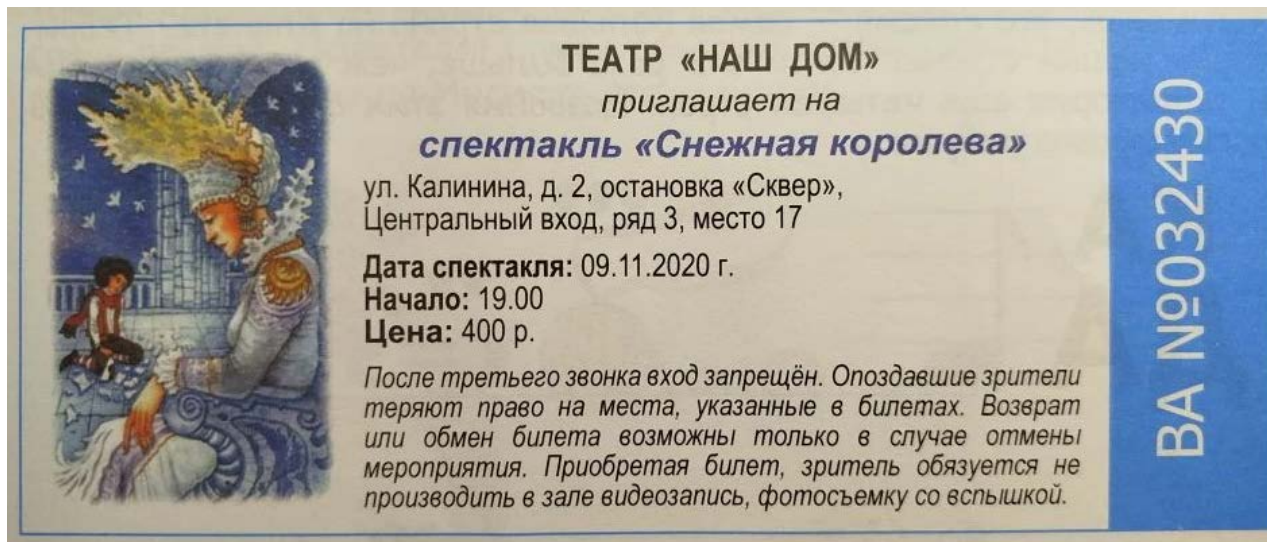 ТЕАТР «НАШ ДОМ»
приглашает на
спектакль «Снежная королева»
ул. Калинина, д. 2, остановка «Сквер»,
Центральный вход, ряд 3, место 17
Дата спектакля: 09.11.2020 г.
Начало: 19.00
Цена: 400 р.
После третьего звонка вход запрещён. Опоздавшие зрители
теряют право на места, указанные в билетах. Возврат
или обмен билета возможны только в случае отмены
мероприятия. Приобретая билет, зритель обязуется не
производить в зале видеозапись, фотосъемку со вспышкой.
ВА №032430